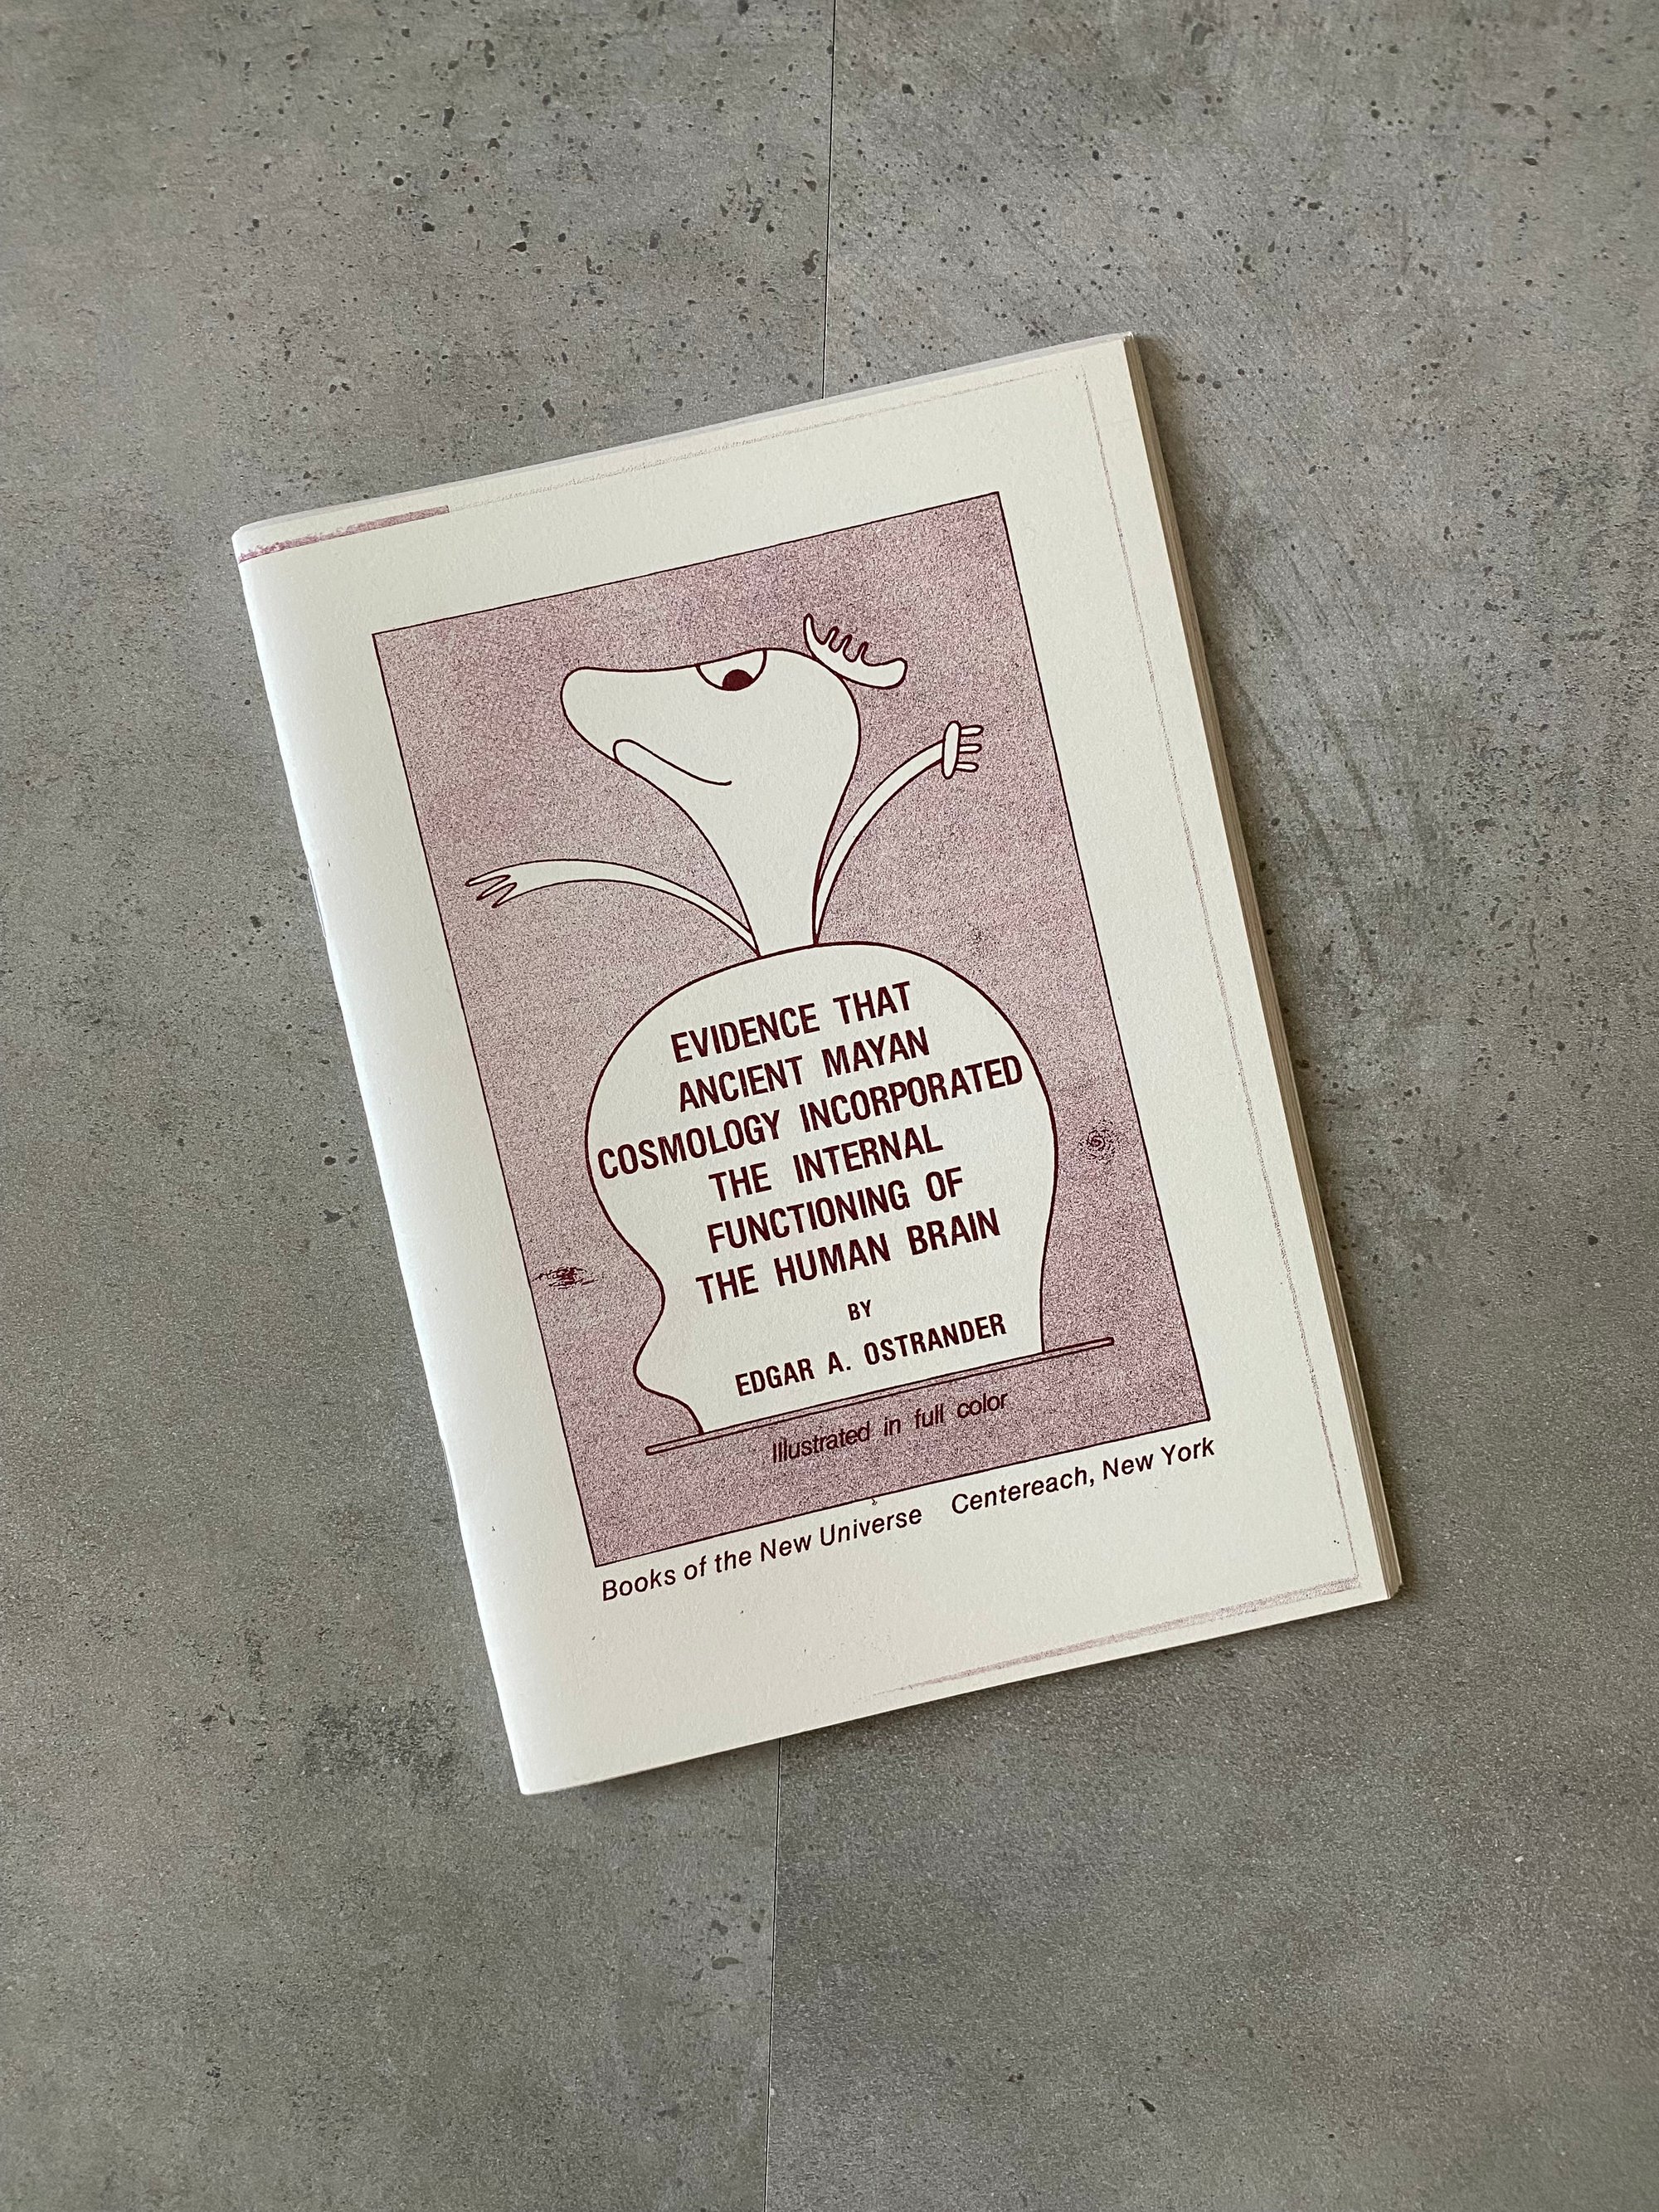 EVIDENCE THAT
ANCIENT MAYAN
COSMOLOGY INCORPORATED
THE INTERNAL
FUNCTIONING OF
THE HUMAN BRAIN
BY
EDGAR A. OSTRANDER
Illustrated in full color
Books of the New Universe Centereach, New York